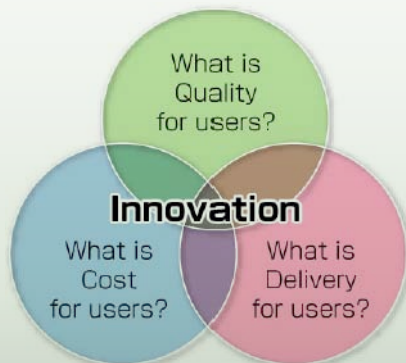 What is
Quality
for users?
Innovation
What is
Cost
for users?
What is
Delivery
for users?